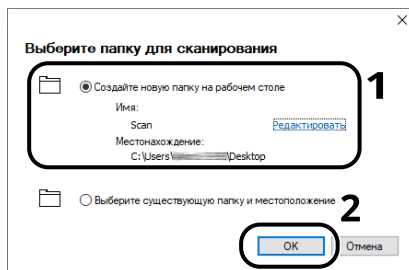 Выберите папку для сканирования
1
Создайте новую папку на рабочем столе
Имя:
Scan Редактировать
Местонахождение:
C:\Users\ \Desktop
Выберите существующую папку и местоположение
2
OK Отмена